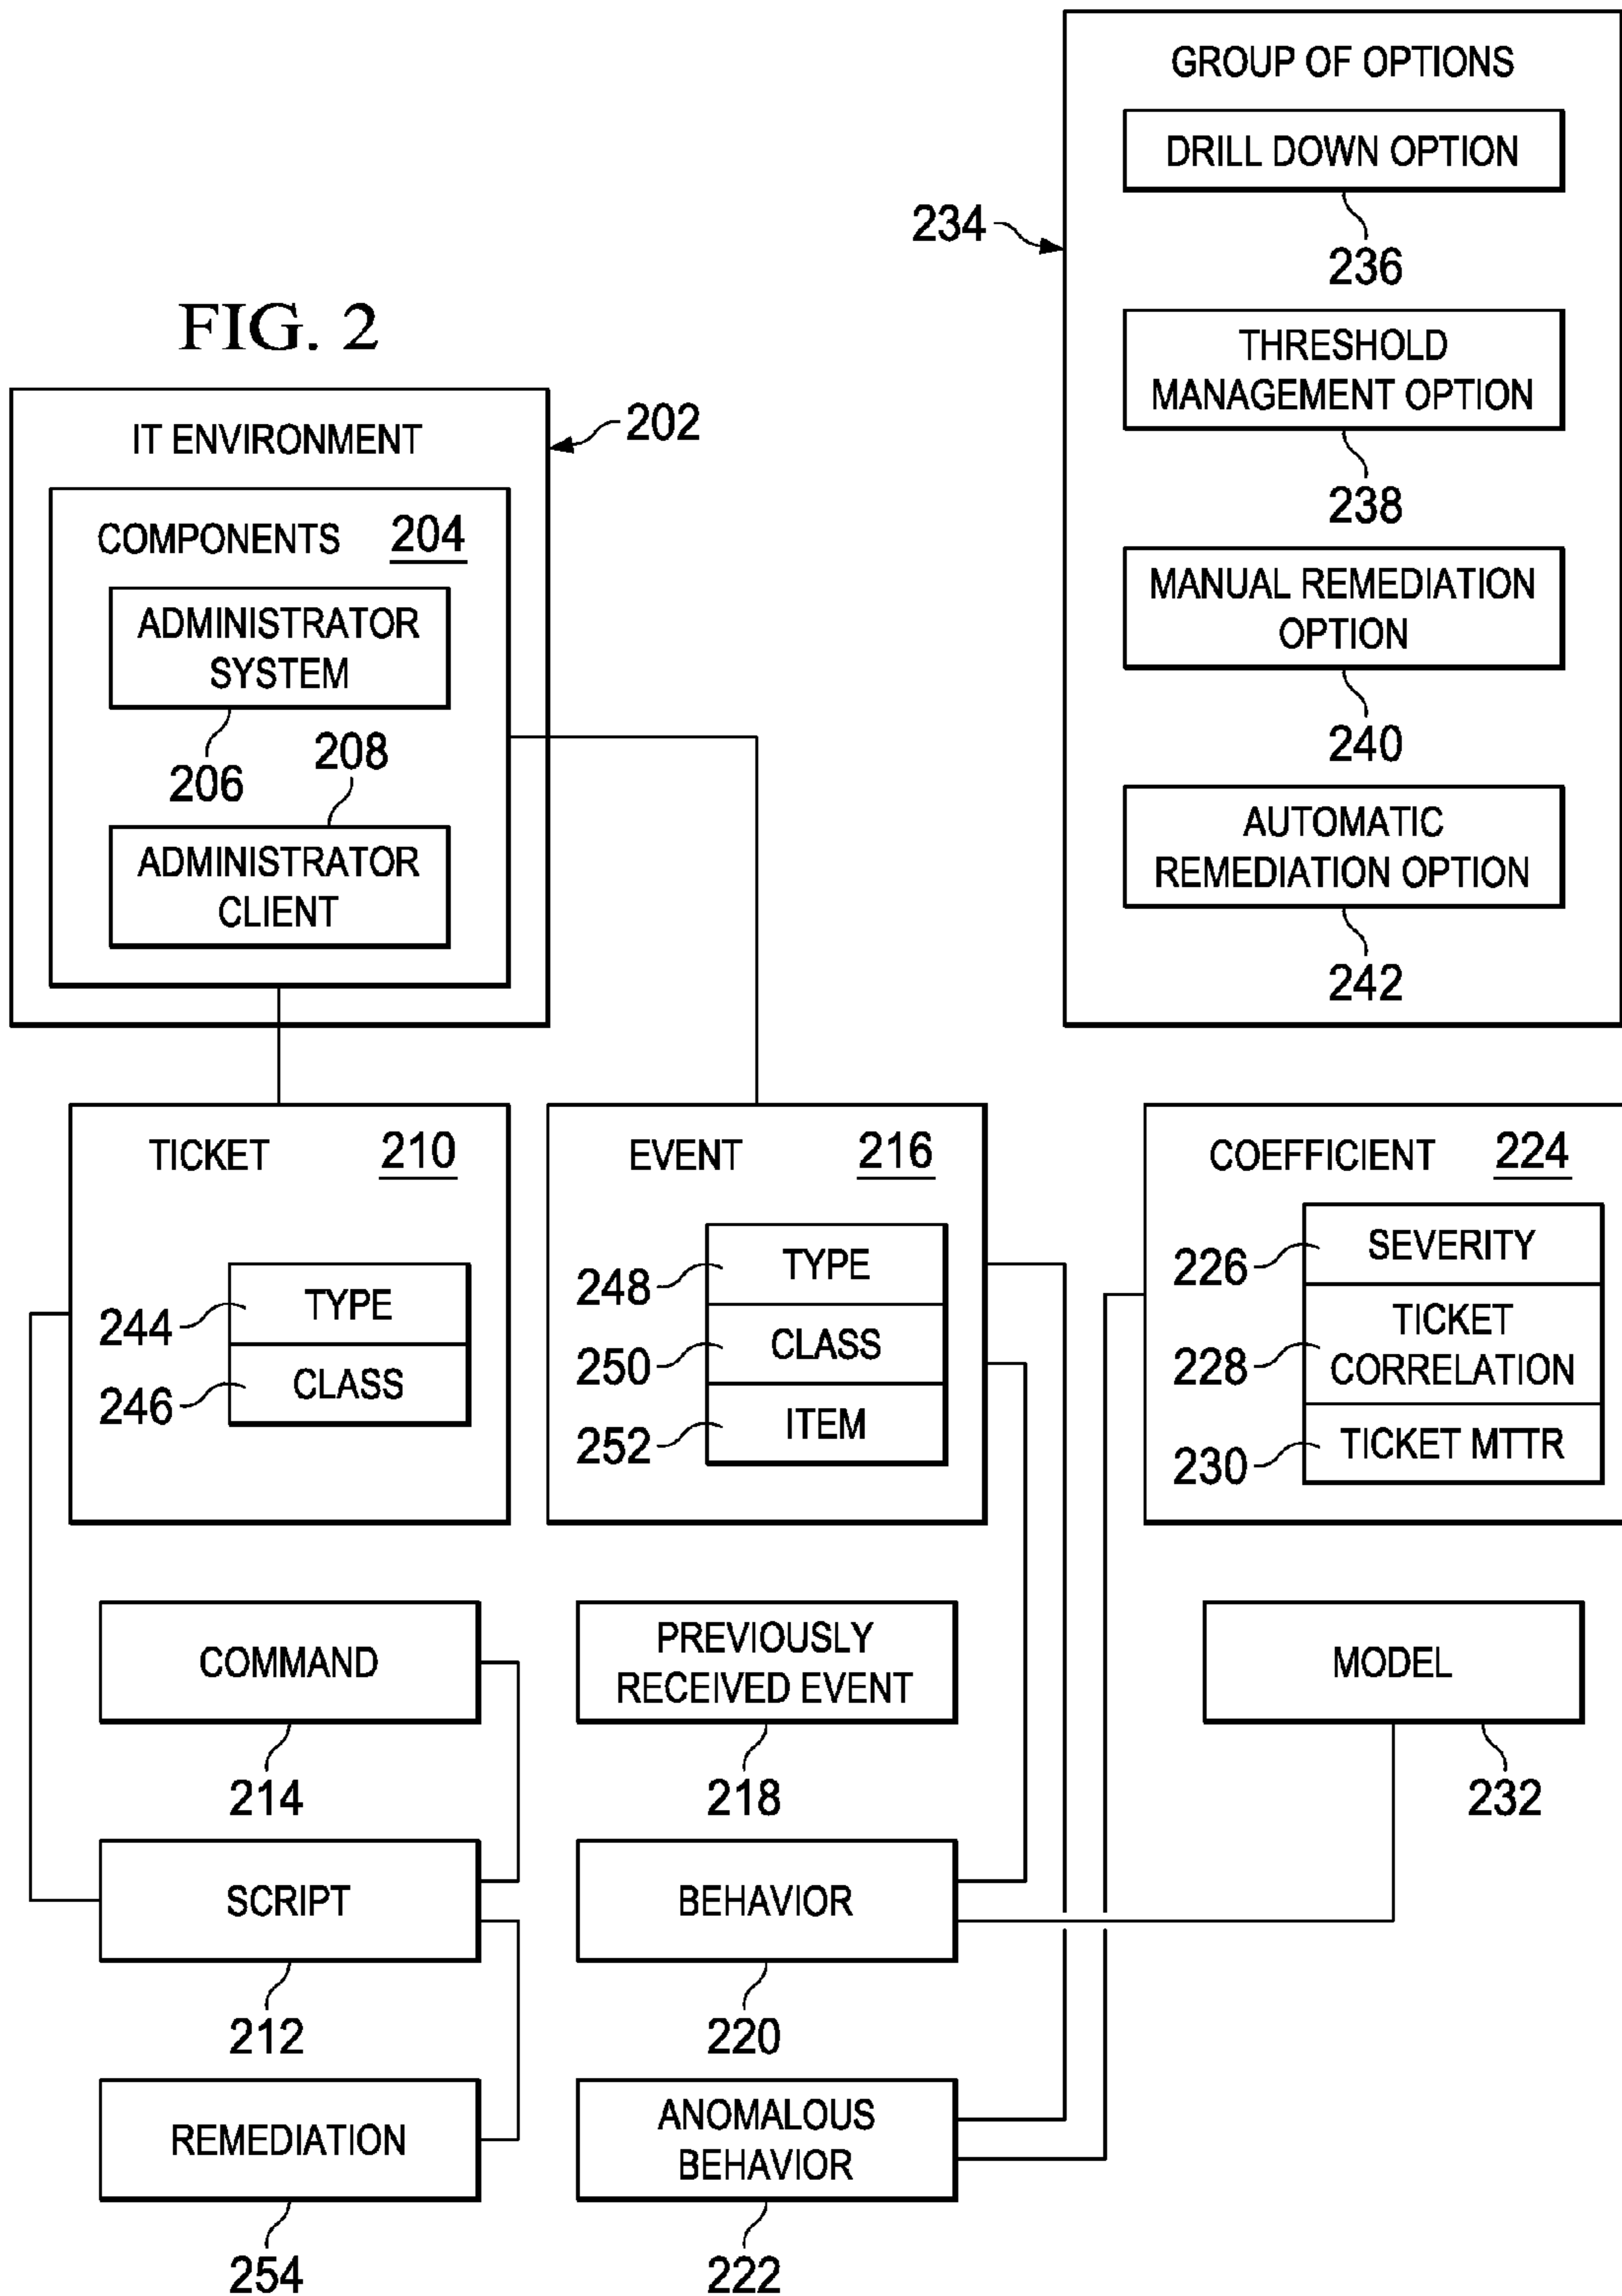 FIG. 2
IT ENVIRONMENT
202
COMPONENTS 204
ADMINISTRATOR
SYSTEM
206
208
ADMINISTRATOR
CLIENT
GROUP OF OPTIONS
234
DRILL DOWN OPTION
236
THRESHOLD
MANAGEMENT OPTION
238
MANUAL REMEDIATION
OPTION
240
AUTOMATIC
REMEDIATION OPTION
242
TICKET 210
244
TYPE
246
CLASS
EVENT 216
248
TYPE
250
CLASS
252
ITEM
COEFFICIENT 224
226
SEVERITY
228
TICKET
CORRELATION
230
TICKET MTTR
COMMAND
214
SCRIPT
212
REMEDIATION
254
PREVIOUSLY
RECEIVED EVENT
218
BEHAVIOR
220
ANOMALOUS
BEHAVIOR
222
MODEL
232